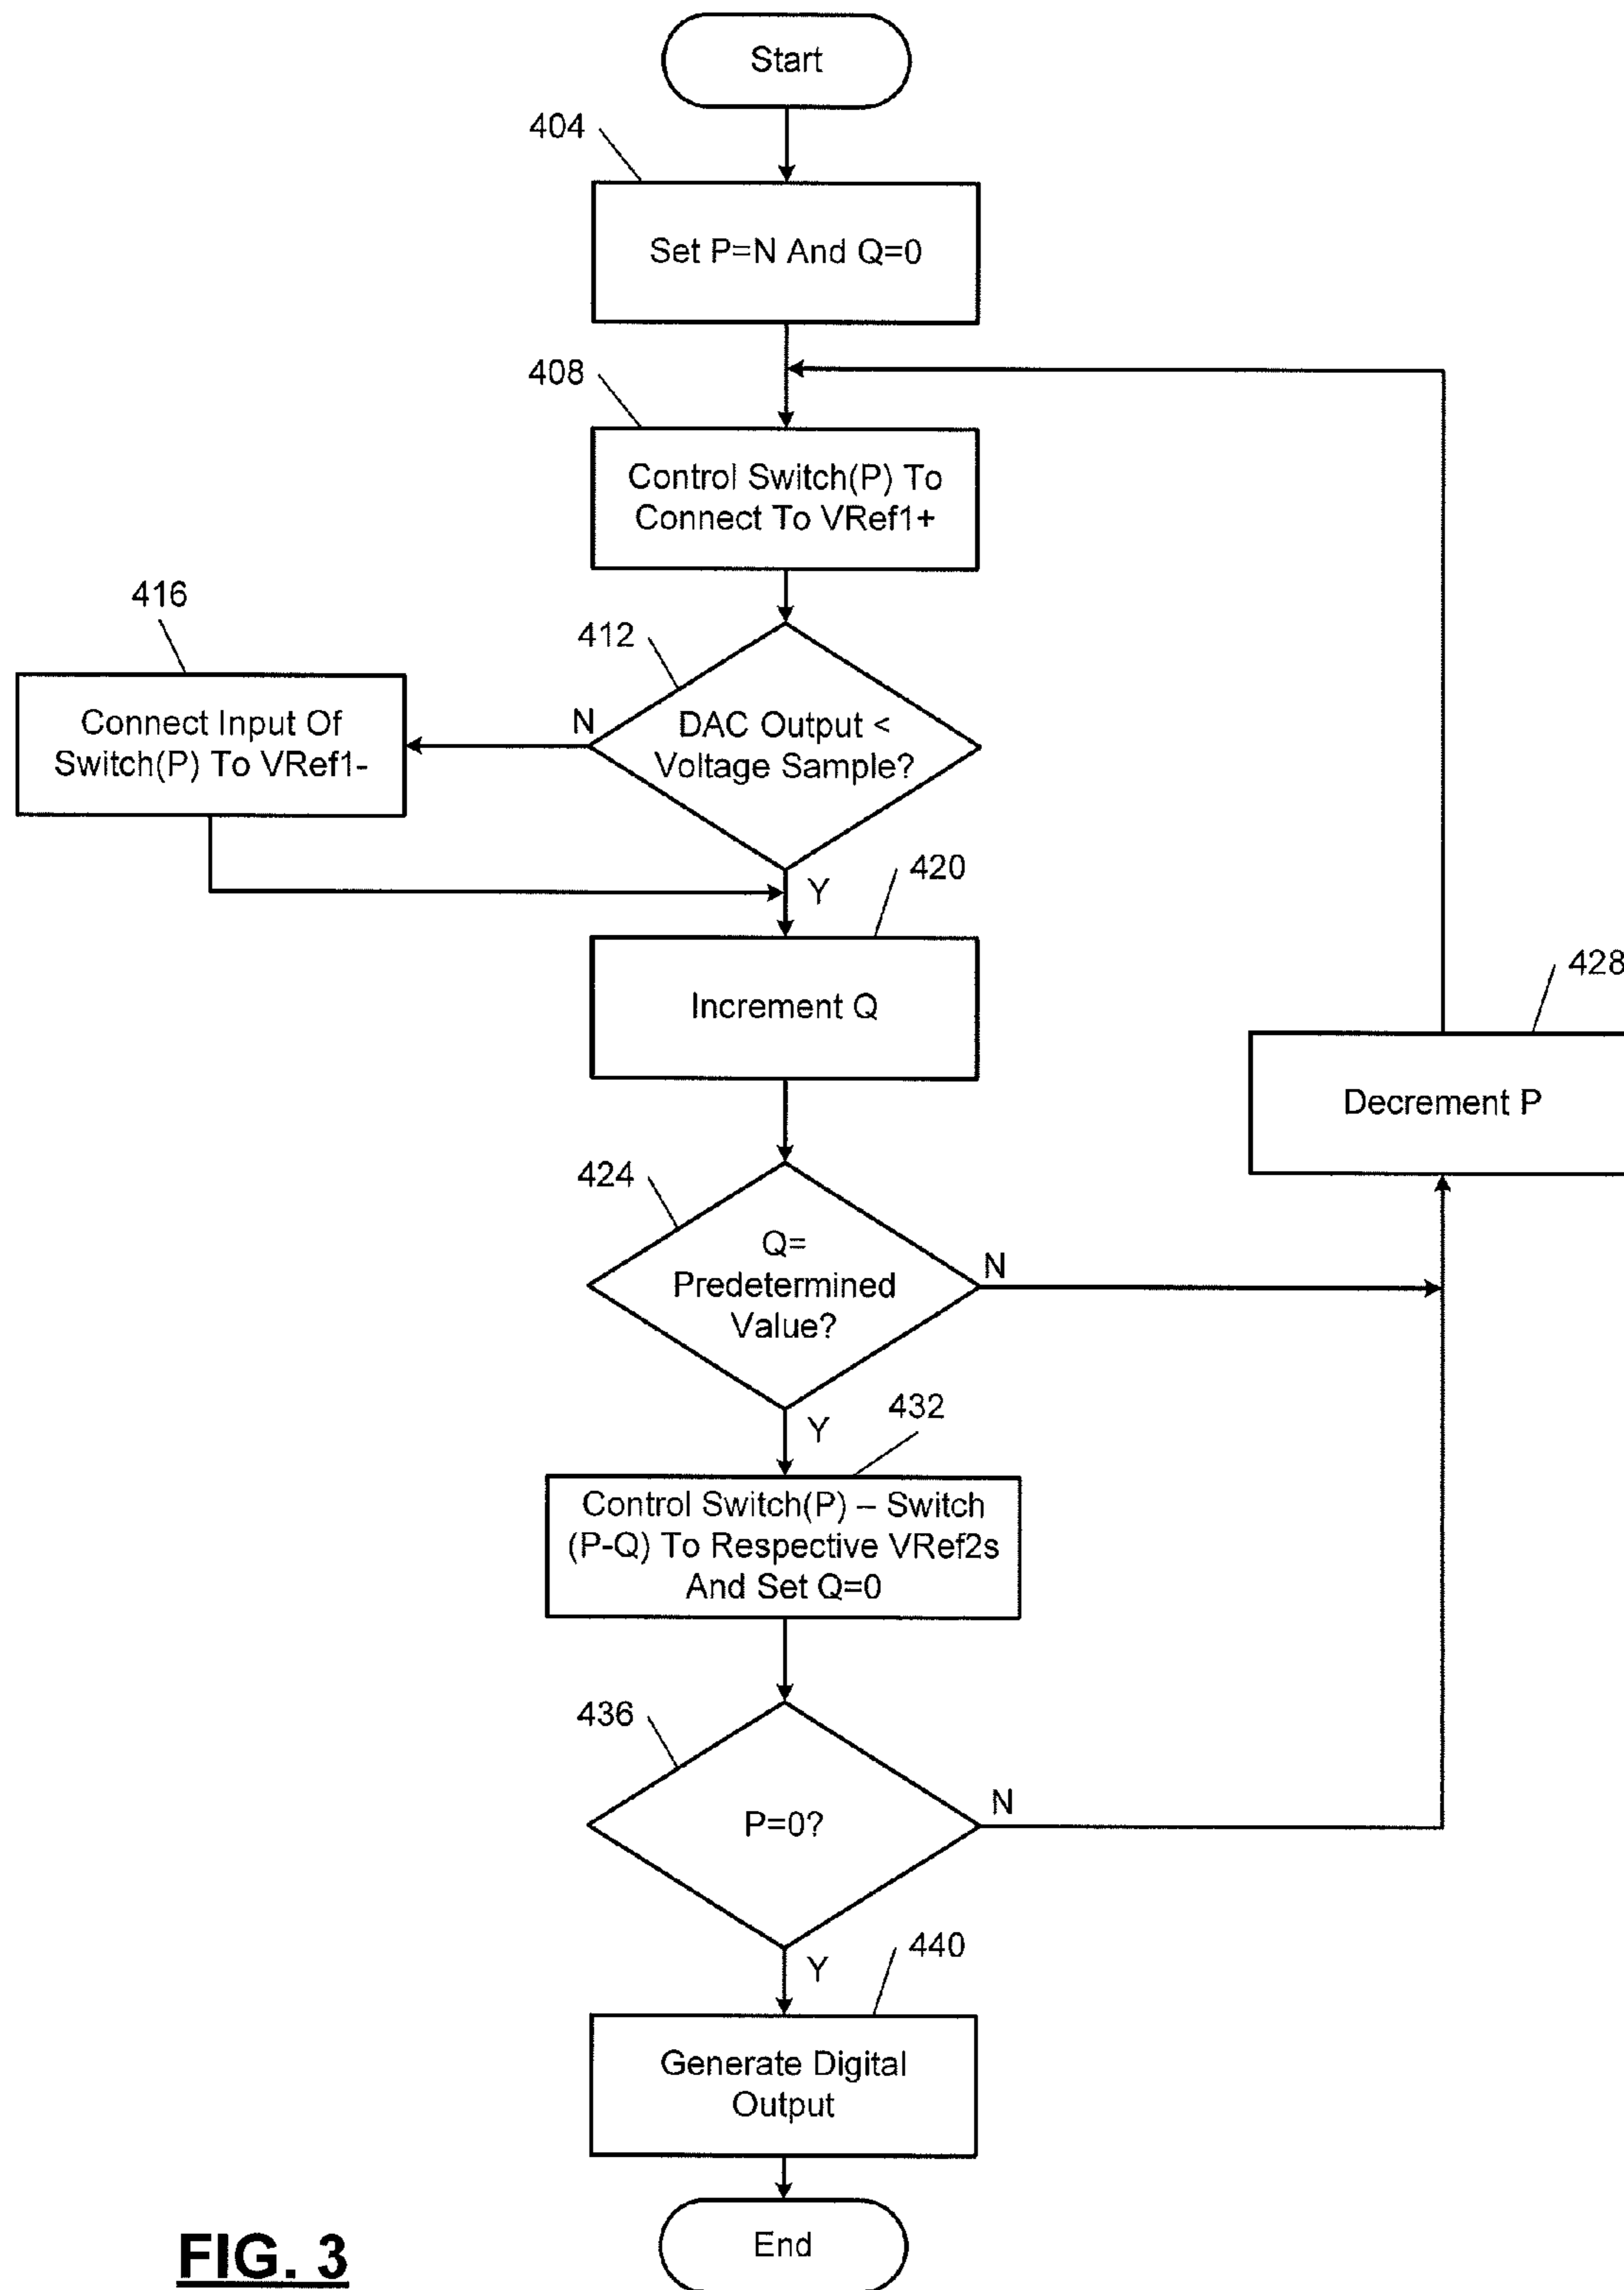 Start
404
Set P=N And Q=0
408
Control Switch(P) To
Connect To VRef1+
416
412
Connect Input Of
Switch(P) To VRef1-
N
DAC Output <
Voltage Sample?
Y
420
Increment Q
428
Decrement P
424
Q=
Predetermined
Value?
N
Y
432
Control Switch(P) – Switch
(P-Q) To Respective VRef2s
And Set Q=0
436
P=0?
N
Y
440
Generate Digital
Output
End
FIG. 3